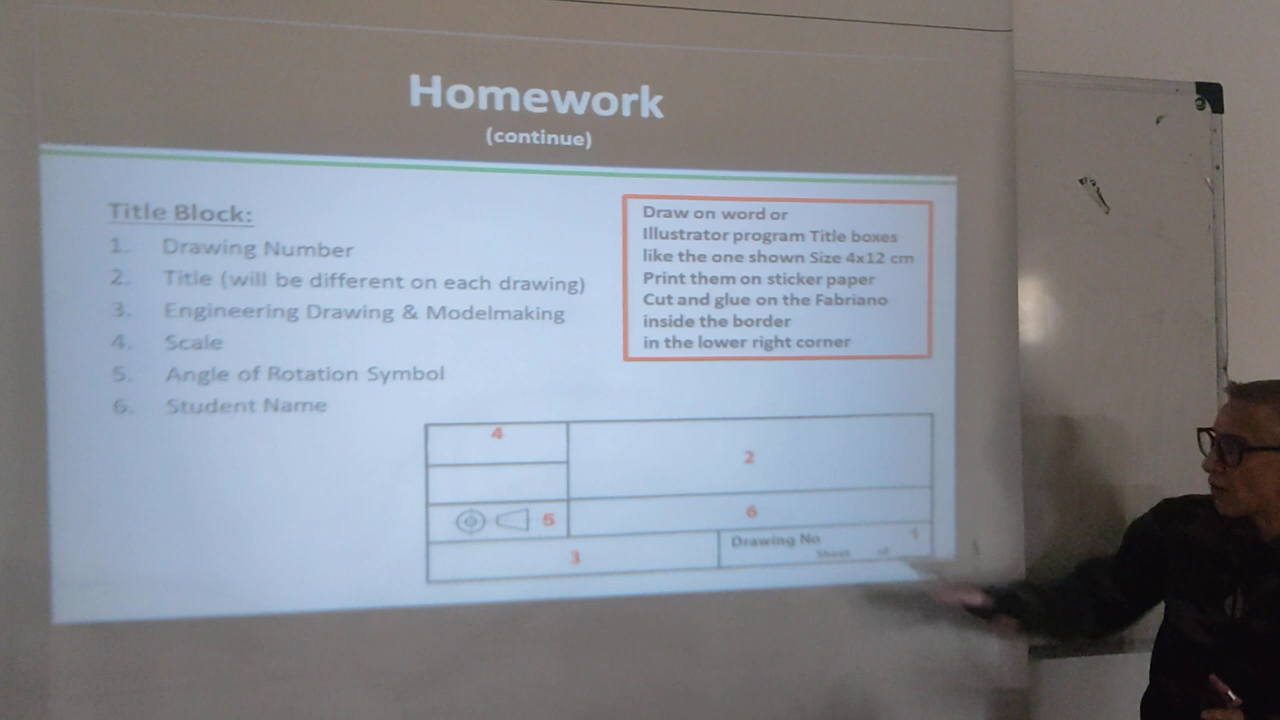 Homework
(continue)
Title Block:
1. Drawing Number
2. Title (will be different on each drawing)
3. Engineering Drawing & Modelmaking
4. Scale
5. Angle of Rotation Symbol
6. Student Name
Draw on word or
Illustrator program Title boxes
like the one shown Size 4x12 cm
Print them on sticker paper
Cut and glue on the Fabriano
inside the border
in the lower right corner
4
2
5
6
3
Drawing No
1
Sheet of